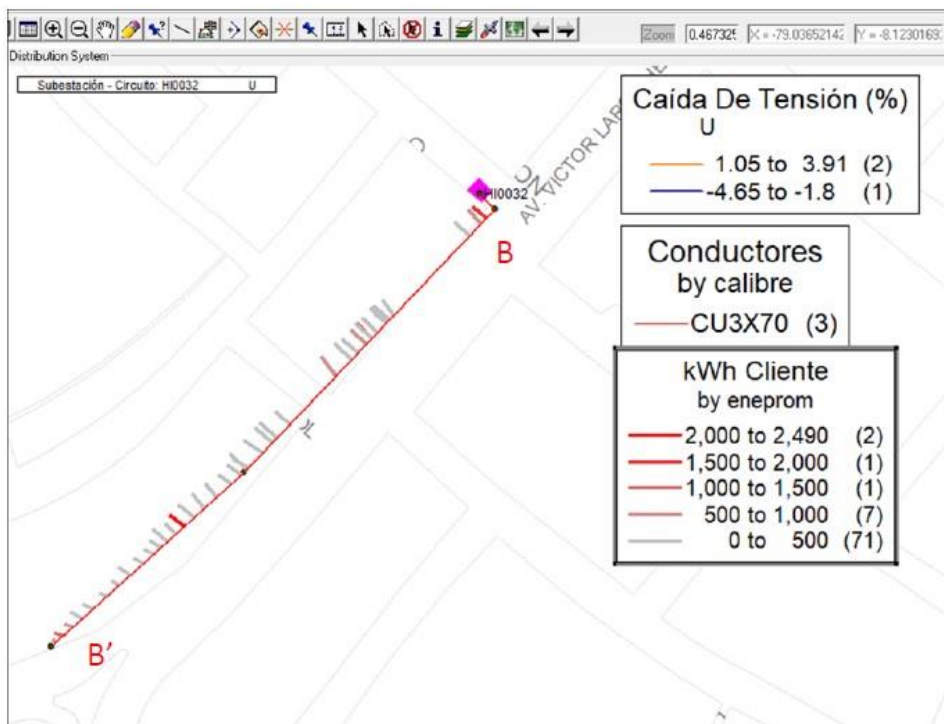 Zoom 0.467325 X = -79.03652142 Y = -8.1230169
Distribution System
Subestación - Circuito: HI0032 U
AV. VICTOR
HI0032
B
B'
Caída De Tensión (%)
U
1.05 to 3.91 (2)
-4.65 to -1.8 (1)
Conductores
by calibre
CU3X70 (3)
kWh Cliente
by eneprom
2,000 to 2,490 (2)
1,500 to 2,000 (1)
1,000 to 1,500 (1)
500 to 1,000 (7)
0 to 500 (71)